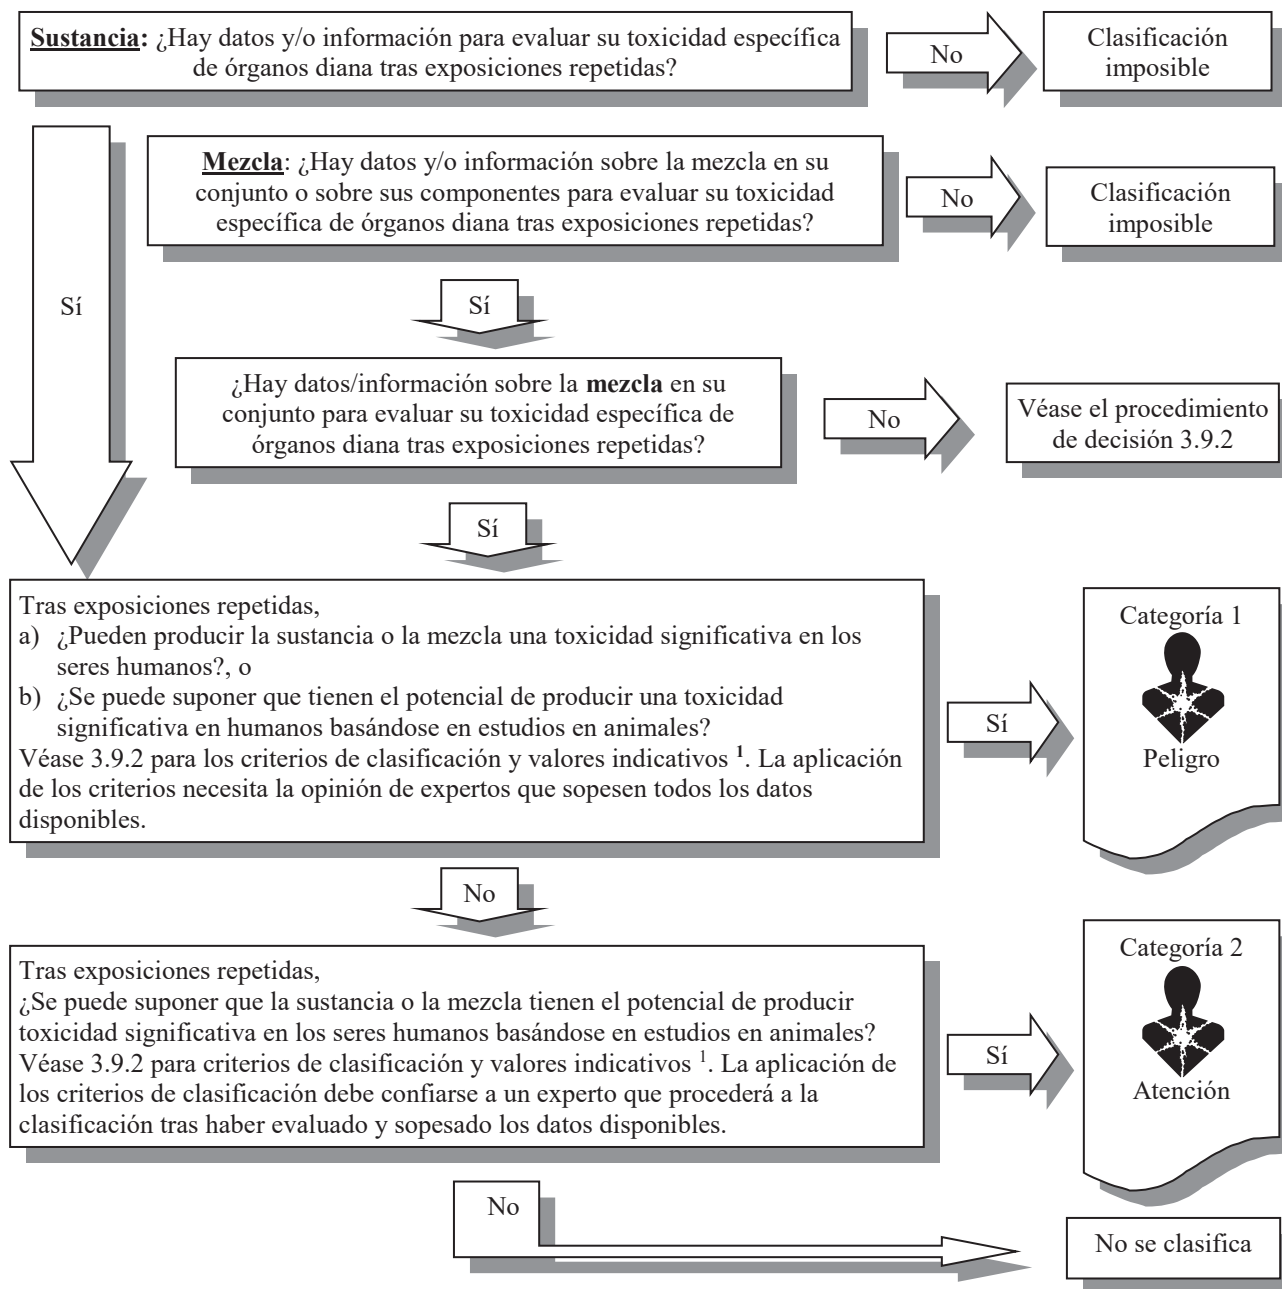 Sustancia: ¿Hay datos y/o información para evaluar su toxicidad específica
de órganos diana tras exposiciones repetidas?
No
Clasificación
imposible
Mezcla: ¿Hay datos y/o información sobre la mezcla en su
conjunto o sobre sus componentes para evaluar su toxicidad
específica de órganos diana tras exposiciones repetidas?
No
Clasificación
imposible
Sí
Sí
¿Hay datos/información sobre la mezcla en su
conjunto para evaluar su toxicidad específica de
órganos diana tras exposiciones repetidas?
No
Véase el procedimiento
de decisión 3.9.2
Sí
Tras exposiciones repetidas,
a) ¿Pueden producir la sustancia o la mezcla una toxicidad significativa en los
seres humanos?, o
b) ¿Se puede suponer que tienen el potencial de producir una toxicidad
significativa en humanos basándose en estudios en animales?
Véase 3.9.2 para los criterios de clasificación y valores indicativos 1. La aplicación
de los criterios necesita la opinión de expertos que sopesen todos los datos
disponibles.
Sí
Categoría 1
Peligro
No
Tras exposiciones repetidas,
¿Se puede suponer que la sustancia o la mezcla tienen el potencial de producir
toxicidad significativa en los seres humanos basándose en estudios en animales?
Véase 3.9.2 para criterios de clasificación y valores indicativos 1. La aplicación de
los criterios de clasificación debe confiarse a un experto que procederá a la
clasificación tras haber evaluado y sopesado los datos disponibles.
Sí
Categoría 2
Atención
No
No se clasifica